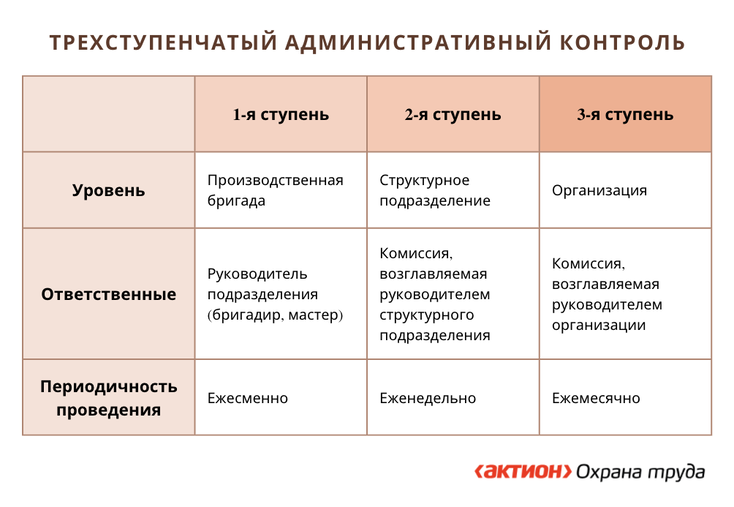 ТРЕХСТУПЕНЧАТЫЙ АДМИНИСТРАТИВНЫЙ КОНТРОЛЬ
1-я ступень
2-я ступень
3-я ступень
Уровень
Производственная
бригада
Структурное
подразделение
Организация
Ответственные
Руководитель
подразделения
(бригадир, мастер)
Комиссия,
возглавляемая
руководителем
структурного
подразделения
Комиссия,
возглавляемая
руководителем
организации
Периодичность
проведения
Ежесменно
Еженедельно
Ежемесячно
‹актион› Охрана труда